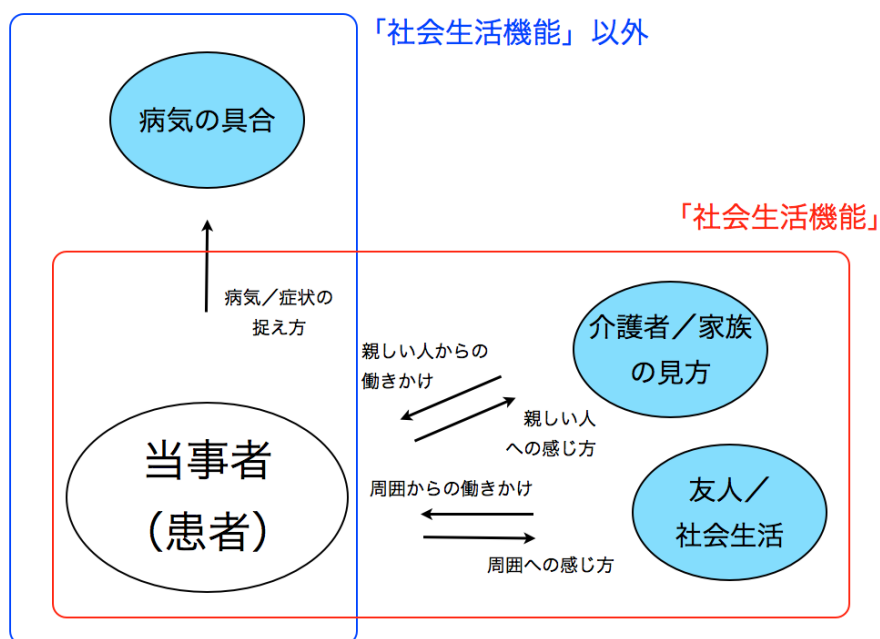 「社会生活機能」以外
病気の具合
「社会生活機能」
病気／症状の
捉え方
介護者／家族
の見方
親しい人からの
働きかけ
親しい人
への感じ方
当事者
（患者）
周囲からの働きかけ
友人／
社会生活
周囲への感じ方